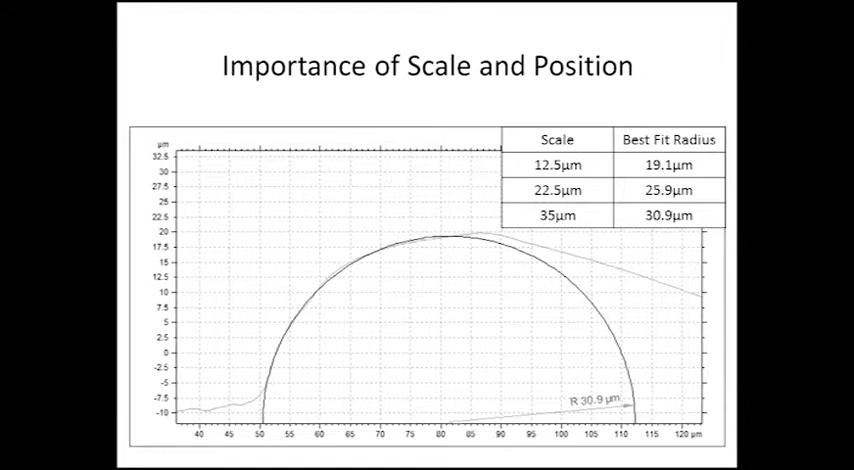 Importance of Scale and Position
Scale Best Fit Radius
12.5µm 19.1µm
22.5µm 25.9µm
35µm 30.9µm
µm
32.5
30
27.5
25
22.5
20
17.5
15
12.5
10
7.5
5
2.5
0
-2.5
-5
-7.5
-10
R 30.9 µm
40 45 50 55 60 65 70 75 80 85 90 95 100 105 110 115 120 µm